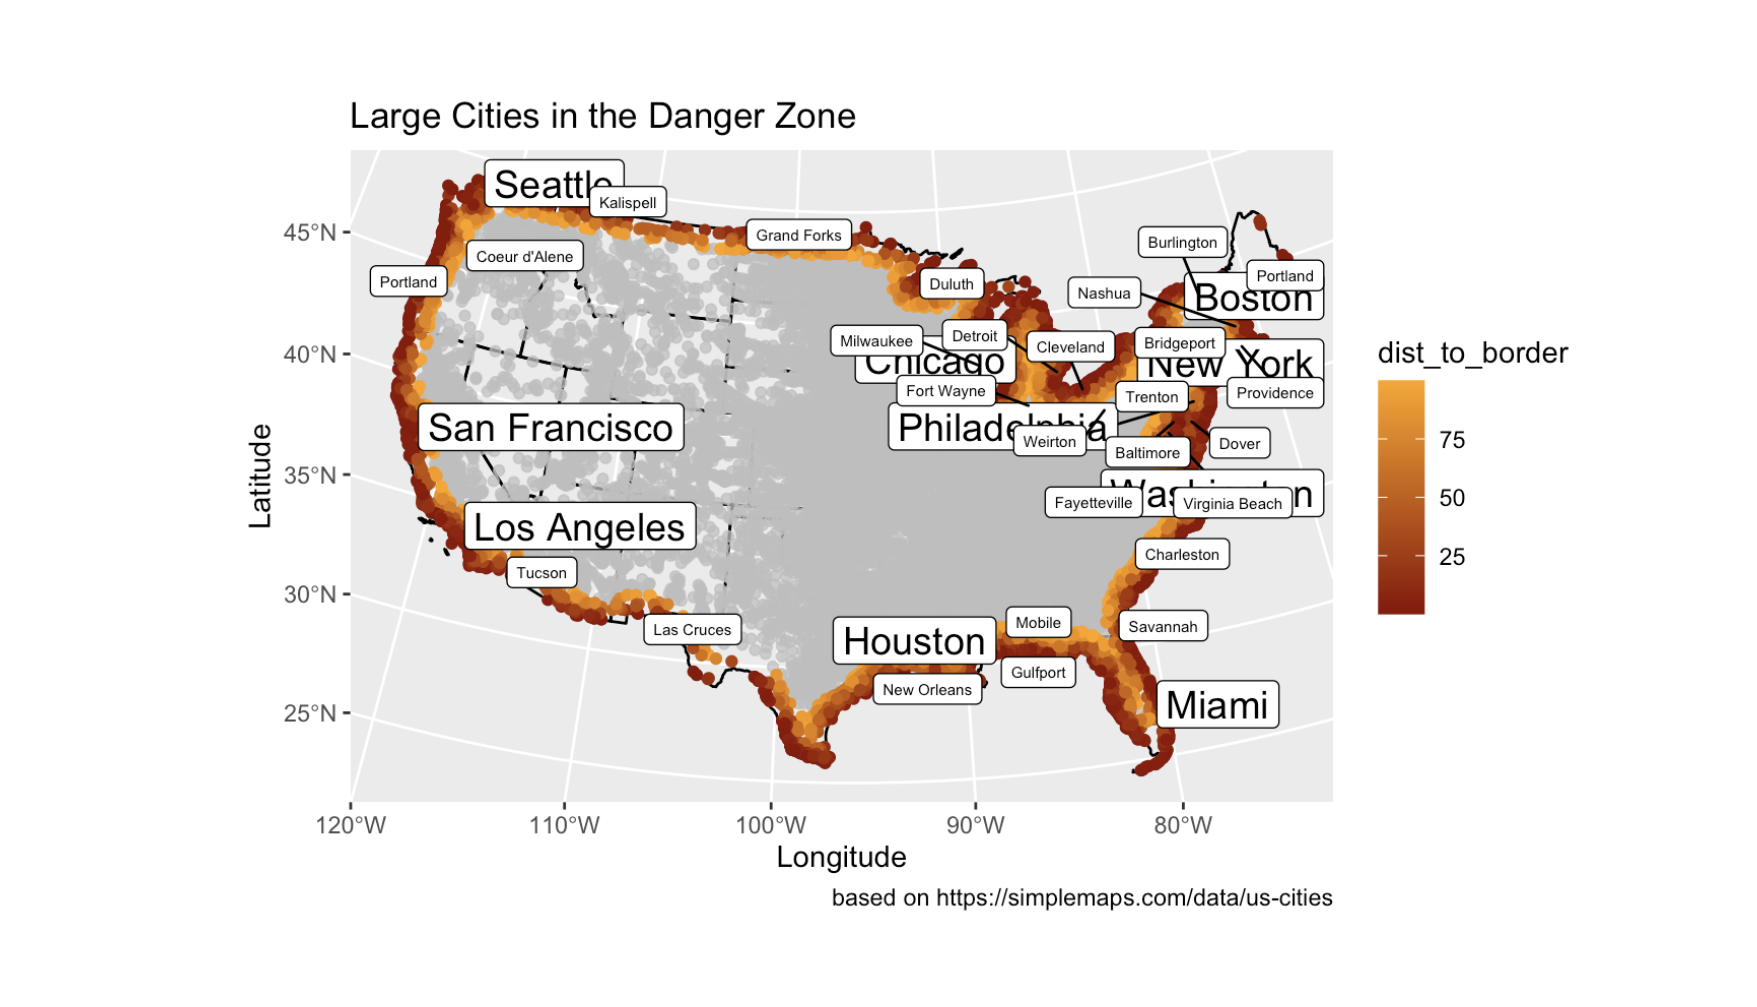 Large Cities in the Danger Zone
Seattle
Kalispell
Grand Forks
Coeur d'Alene
Portland
Burlington
Portland
Duluth
Nashua
Boston
Milwaukee
Detroit
Cleveland
Bridgeport
Chicago
New York
Fort Wayne
Trenton
Providence
San Francisco
Philadelphia
Weirton
Baltimore
Dover
Washington
Fayetteville
Virginia Beach
Los Angeles
Charleston
Tucson
Las Cruces
Houston
Mobile
Savannah
Gulfport
New Orleans
Miami
45°N
40°N
35°N
30°N
25°N
Latitude
120°W 110°W 100°W 90°W 80°W
Longitude
based on https://simplemaps.com/data/us-cities
dist_to_border
75
50
25